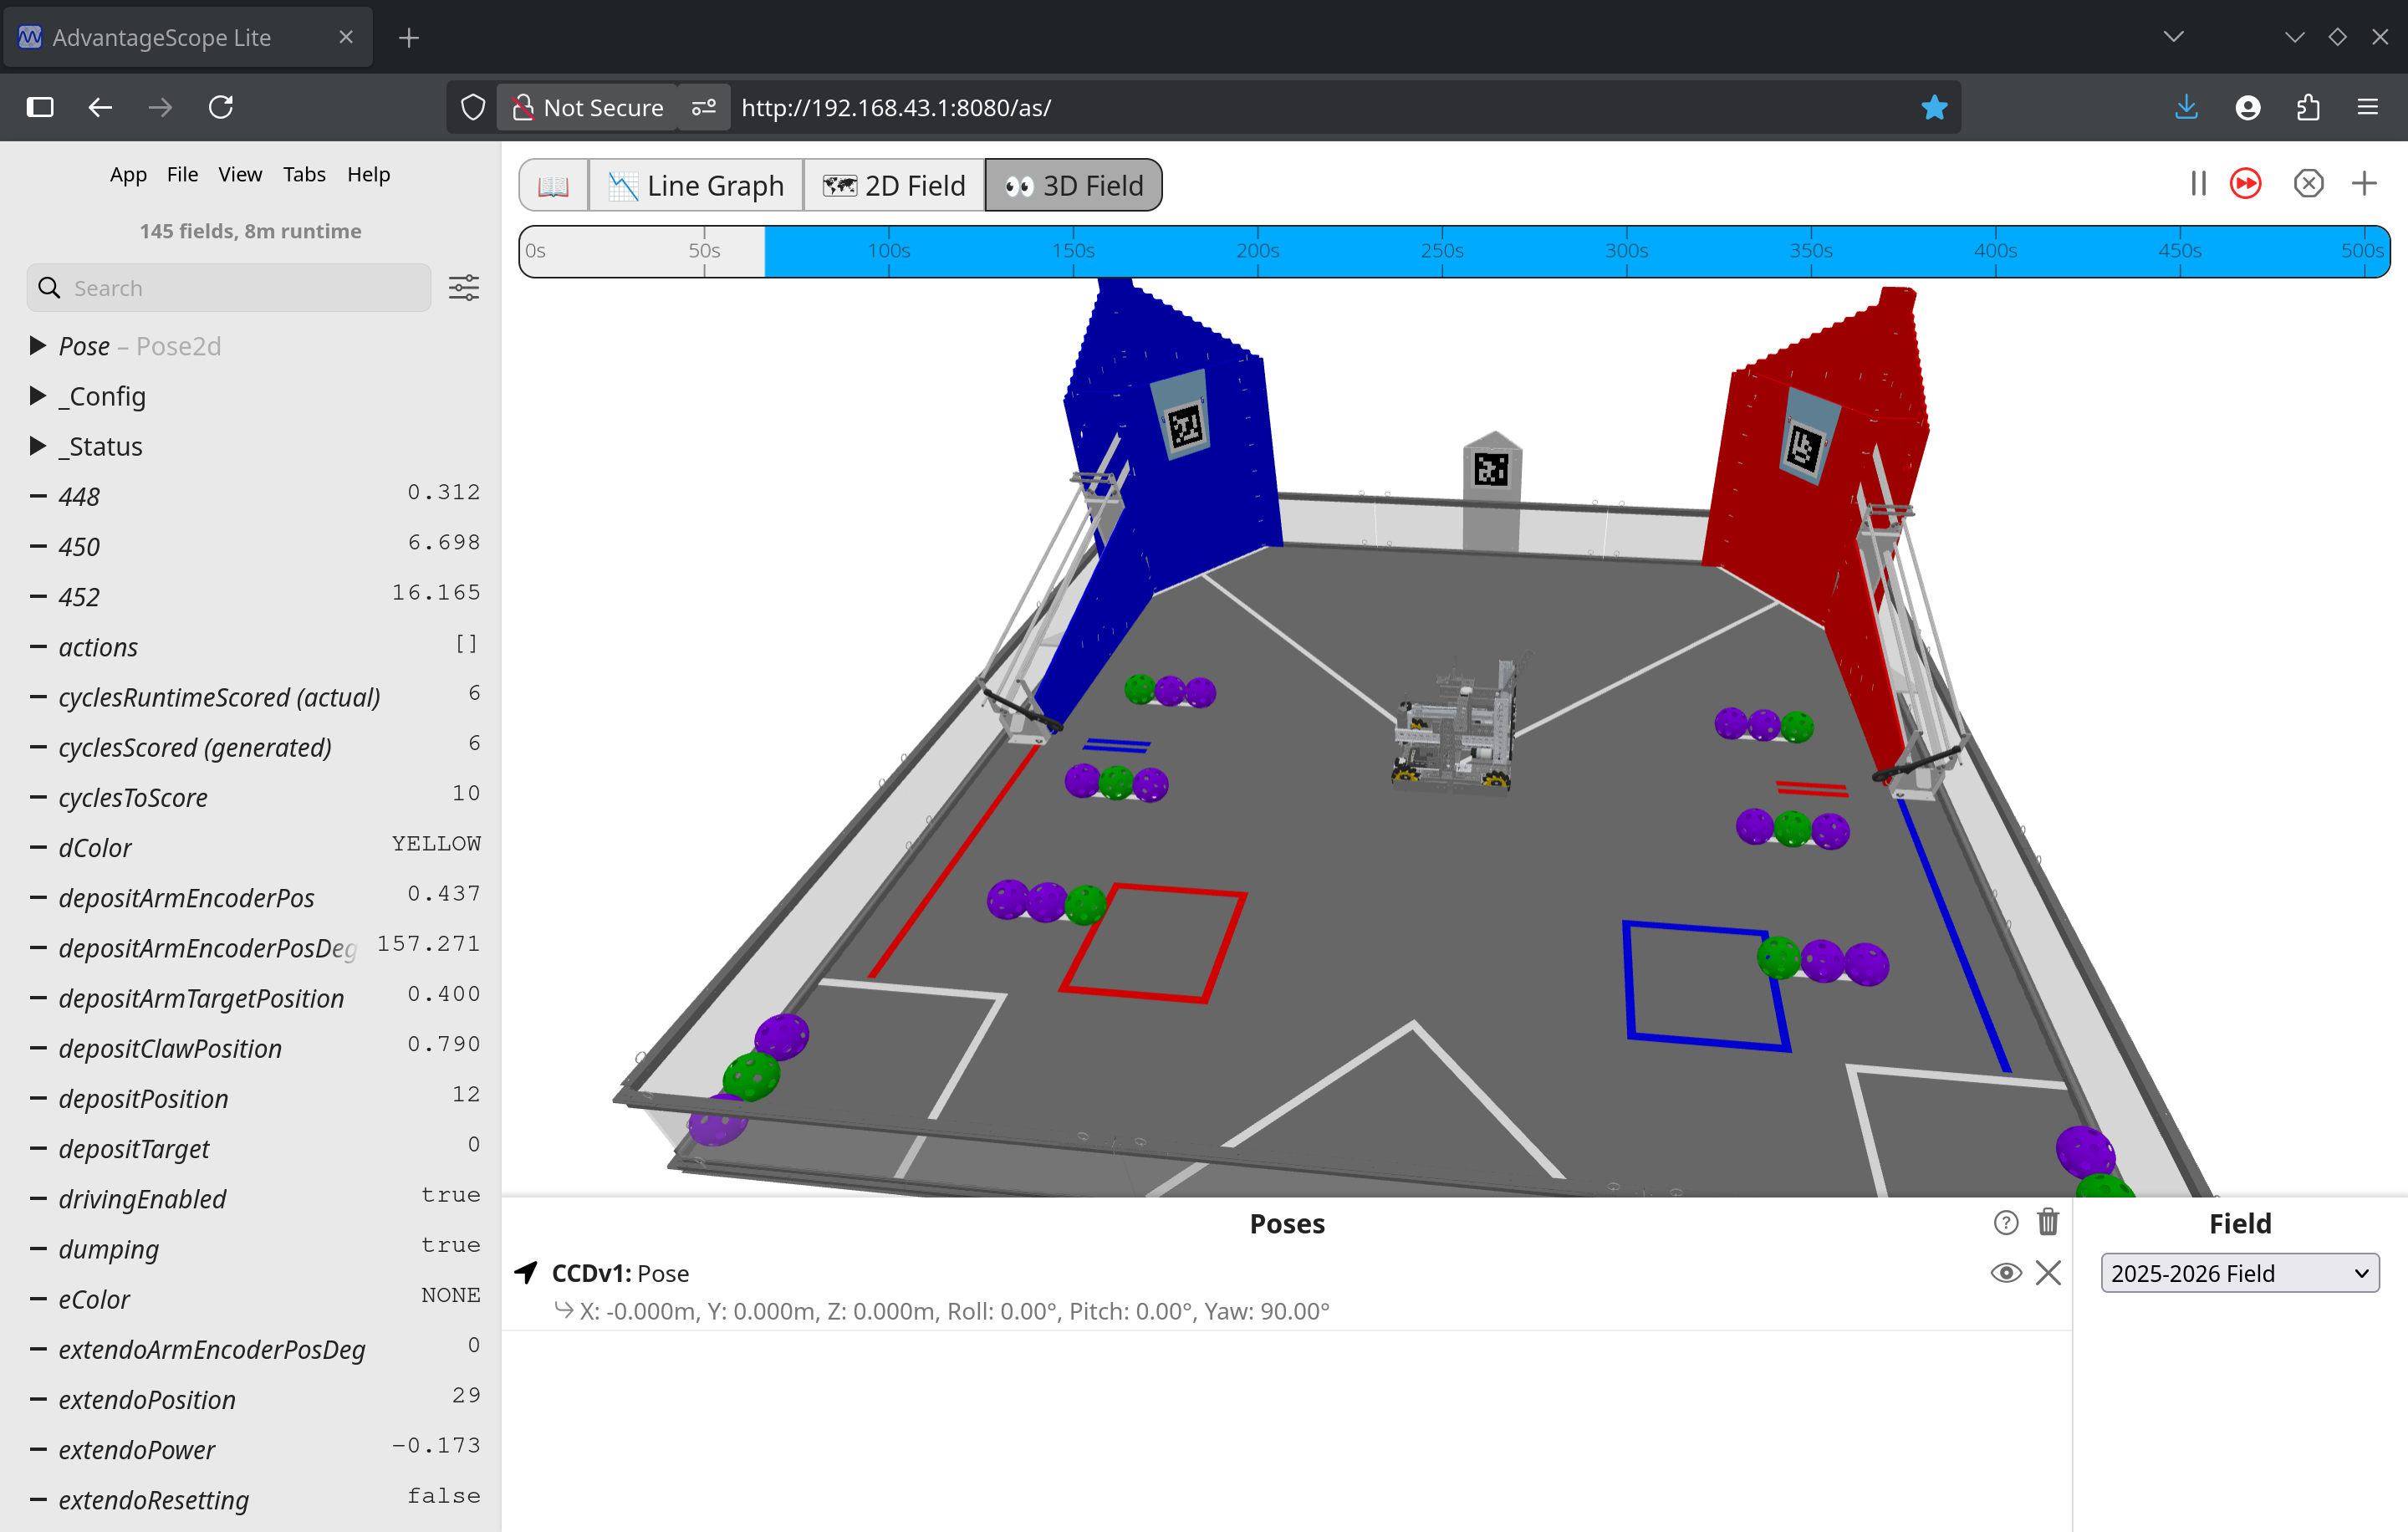 AdvantageScope Lite
Not Secure
http://192.168.43.1:8080/as/
App File View Tabs Help
145 fields, 8m runtime
Search
Pose – Pose2d
_Config
_Status
448 0.312
450 6.698
452 16.165
actions []
cyclesRuntimeScored (actual) 6
cyclesScored (generated) 6
cyclesToScore 10
dColor YELLOW
depositArmEncoderPos 0.437
depositArmEncoderPosDeg 157.271
depositArmTargetPosition 0.400
depositClawPosition 0.790
depositPosition 12
depositTarget 0
drivingEnabled true
dumping true
eColor NONE
extendoArmEncoderPosDeg 0
extendoPosition 29
extendoPower −0.173
extendoResetting false
Line Graph 2D Field 3D Field
0s 50s 100s 150s 200s 250s 300s 350s 400s 450s 500s
Poses
CCDv1: Pose
X: -0.000m, Y: 0.000m, Z: 0.000m, Roll: 0.00°, Pitch: 0.00°, Yaw: 90.00°
Field
2025-2026 Field